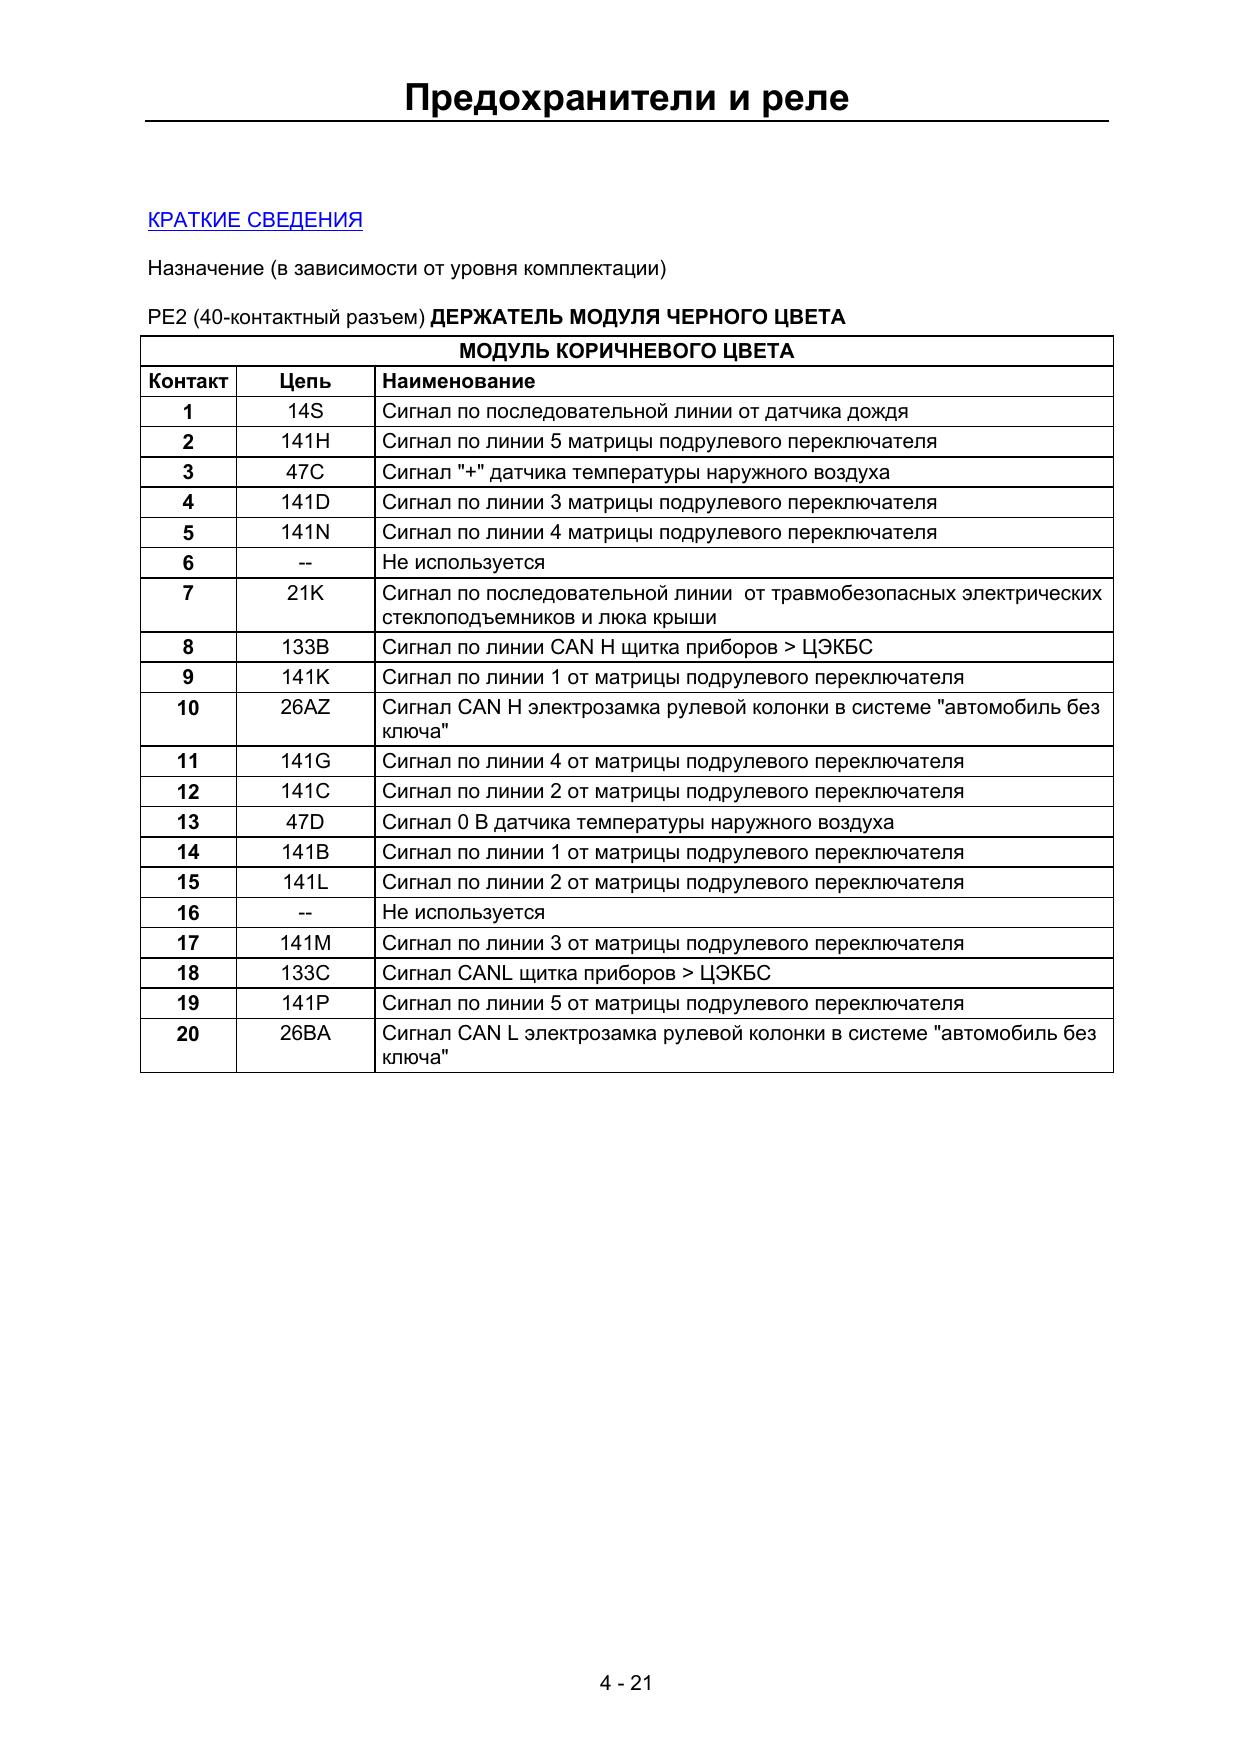 Предохранители и реле
КРАТКИЕ СВЕДЕНИЯ
Назначение (в зависимости от уровня комплектации)
PE2 (40-контактный разъем) ДЕРЖАТЕЛЬ МОДУЛЯ ЧЕРНОГО ЦВЕТА
МОДУЛЬ КОРИЧНЕВОГО ЦВЕТА
Контакт Цепь Наименование
1 14S Сигнал по последовательной линии от датчика дождя
2 141H Сигнал по линии 5 матрицы подрулевого переключателя
3 47C Сигнал "+" датчика температуры наружного воздуха
4 141D Сигнал по линии 3 матрицы подрулевого переключателя
5 141N Сигнал по линии 4 матрицы подрулевого переключателя
6 -- Не используется
7 21K Сигнал по последовательной линии от травмобезопасных электрических
стеклоподъемников и люка крыши
8 133B Сигнал по линии CAN H щитка приборов > ЦЭКБС
9 141K Сигнал по линии 1 от матрицы подрулевого переключателя
10 26AZ Сигнал CAN H электрозамка рулевой колонки в системе "автомобиль без
ключа"
11 141G Сигнал по линии 4 от матрицы подрулевого переключателя
12 141C Сигнал по линии 2 от матрицы подрулевого переключателя
13 47D Сигнал 0 В датчика температуры наружного воздуха
14 141B Сигнал по линии 1 от матрицы подрулевого переключателя
15 141L Сигнал по линии 2 от матрицы подрулевого переключателя
16 -- Не используется
17 141M Сигнал по линии 3 от матрицы подрулевого переключателя
18 133C Сигнал CANL щитка приборов > ЦЭКБС
19 141P Сигнал по линии 5 от матрицы подрулевого переключателя
20 26BA Сигнал CAN L электрозамка рулевой колонки в системе "автомобиль без
ключа"
4 - 21